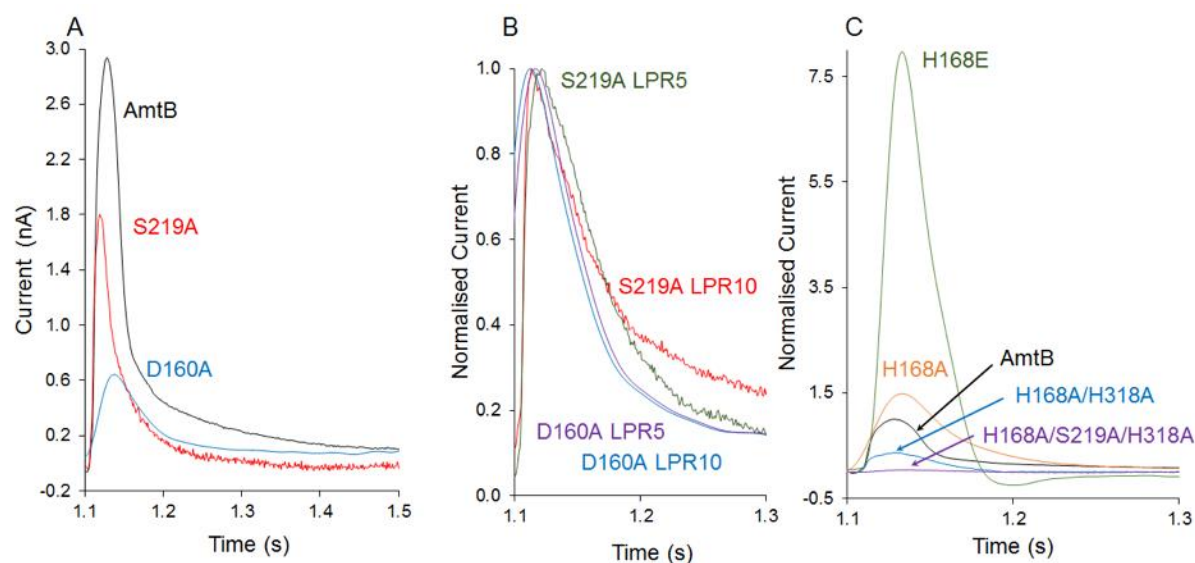 A
3.0
2.6
2.2
1.8
1.4
1.0
0.6
0.2
-0.2
Current (nA)
AmtB
S219A
D160A
1.1
1.2
1.3
1.4
1.5
Time (s)
B
1.0
0.8
0.6
0.4
0.2
0.0
Normalised Current
S219A LPR5
S219A LPR10
D160A LPR5
D160A LPR10
1.1
1.3
Time (s)
C
7.5
5.5
3.5
1.5
-0.5
Normalised Current
H168E
H168A
AmtB
H168A/H318A
H168A/S219A/H318A
1.1
1.2
1.3
Time (s)